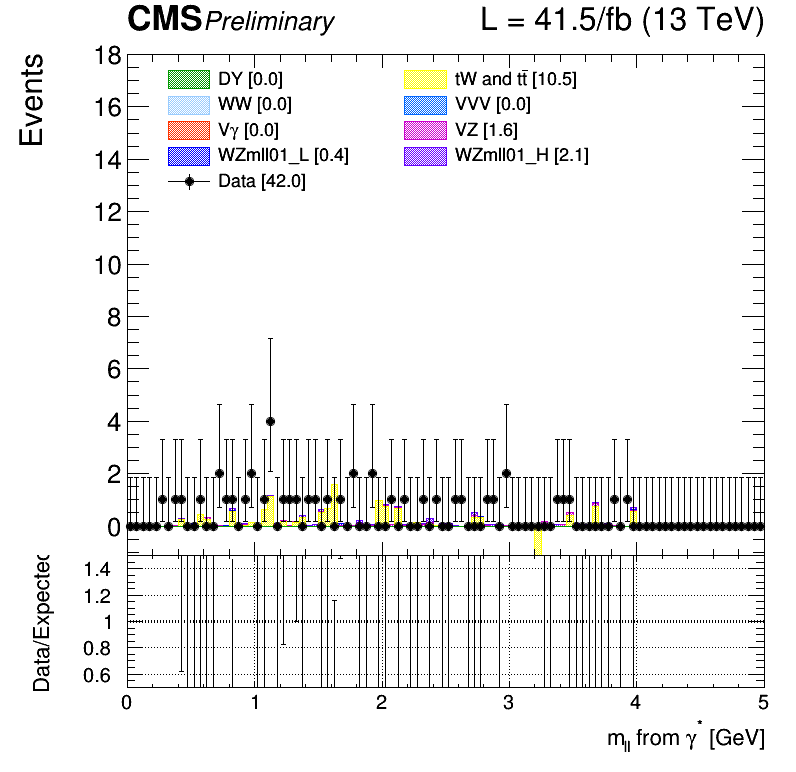 CMS Preliminary L = 41.5/fb (13 TeV)
Events
18
16
14
12
10
8
6
4
2
0
DY [0.0]
tW and tt̄ [10.5]
WW [0.0]
VVV [0.0]
Vγ [0.0]
VZ [1.6]
WZmll01_L [0.4]
WZmll01_H [2.1]
Data [42.0]
Data/Expected
1.4
1.2
1
0.8
0.6
0 1 2 3 4 5
m_ll from γ* [GeV]